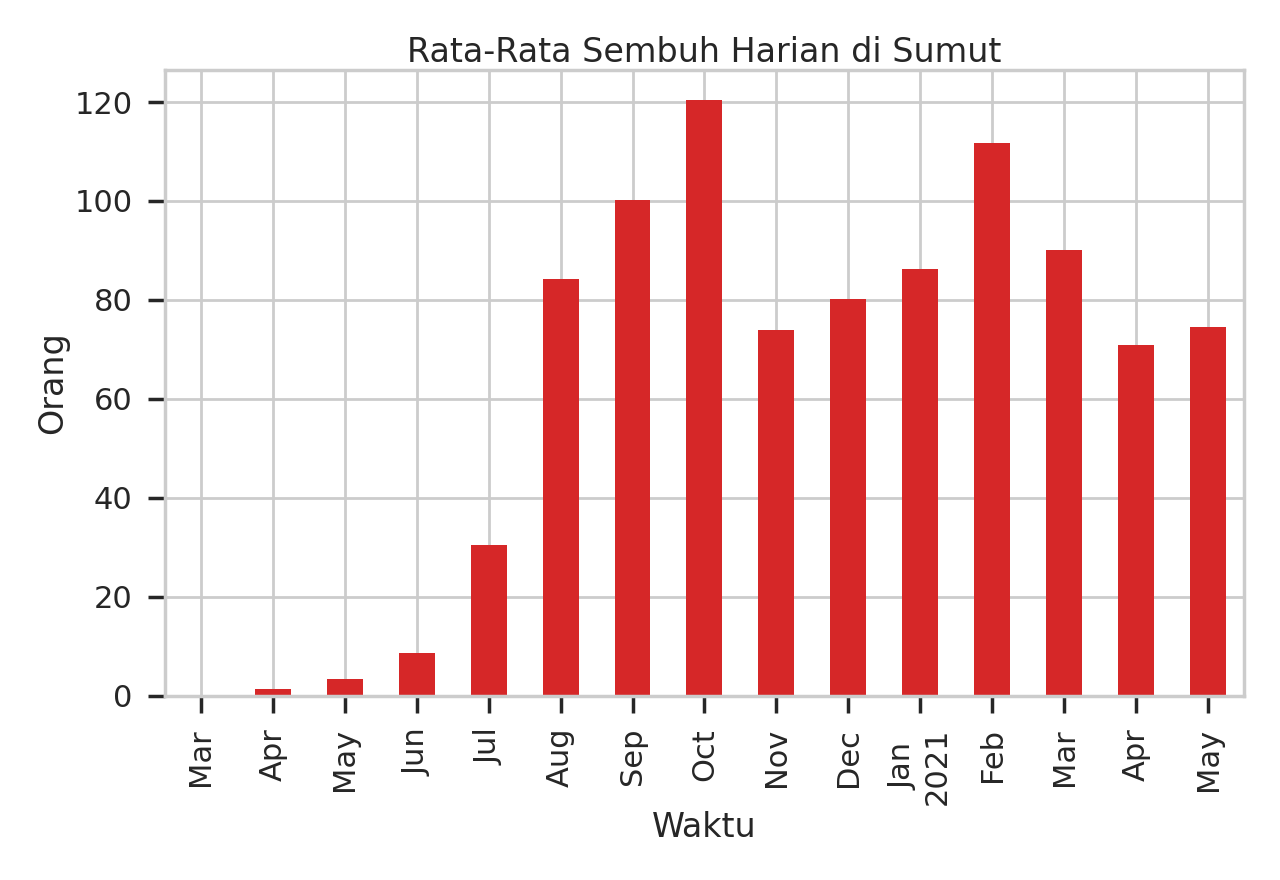 Rata-Rata Sembuh Harian di Sumut
120
100
80
60
40
20
0
Orang
Mar
Apr
May
Jun
Jul
Aug
Sep
Oct
Nov
Dec
Jan
2021
Feb
Mar
Apr
May
Waktu